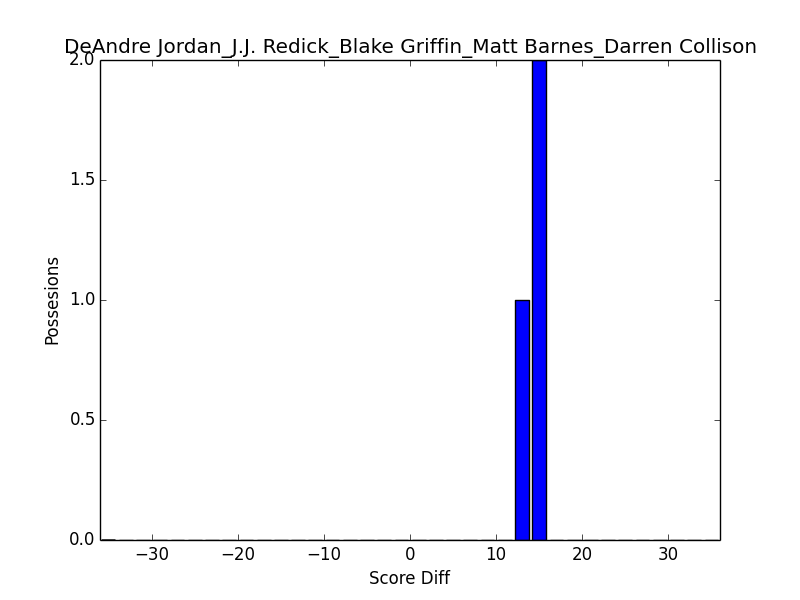 DeAndre Jordan_J.J. Redick_Blake Griffin_Matt Barnes_Darren Collison
2.0
1.5
1.0
0.5
0.0
Possesions
−30 −20 −10 0 10 20 30
Score Diff